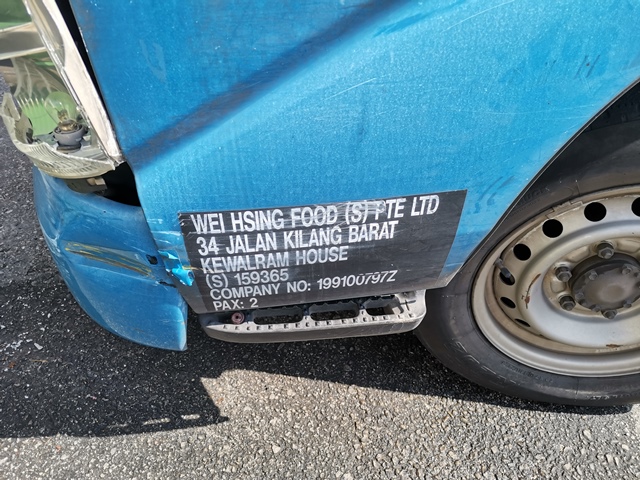 WEI HSING FOOD (S) PTE LTD
34 JALAN KILANG BARAT
KEWALRAM HOUSE
(S) 159365
COMPANY NO: 199100797Z
PAX: 2